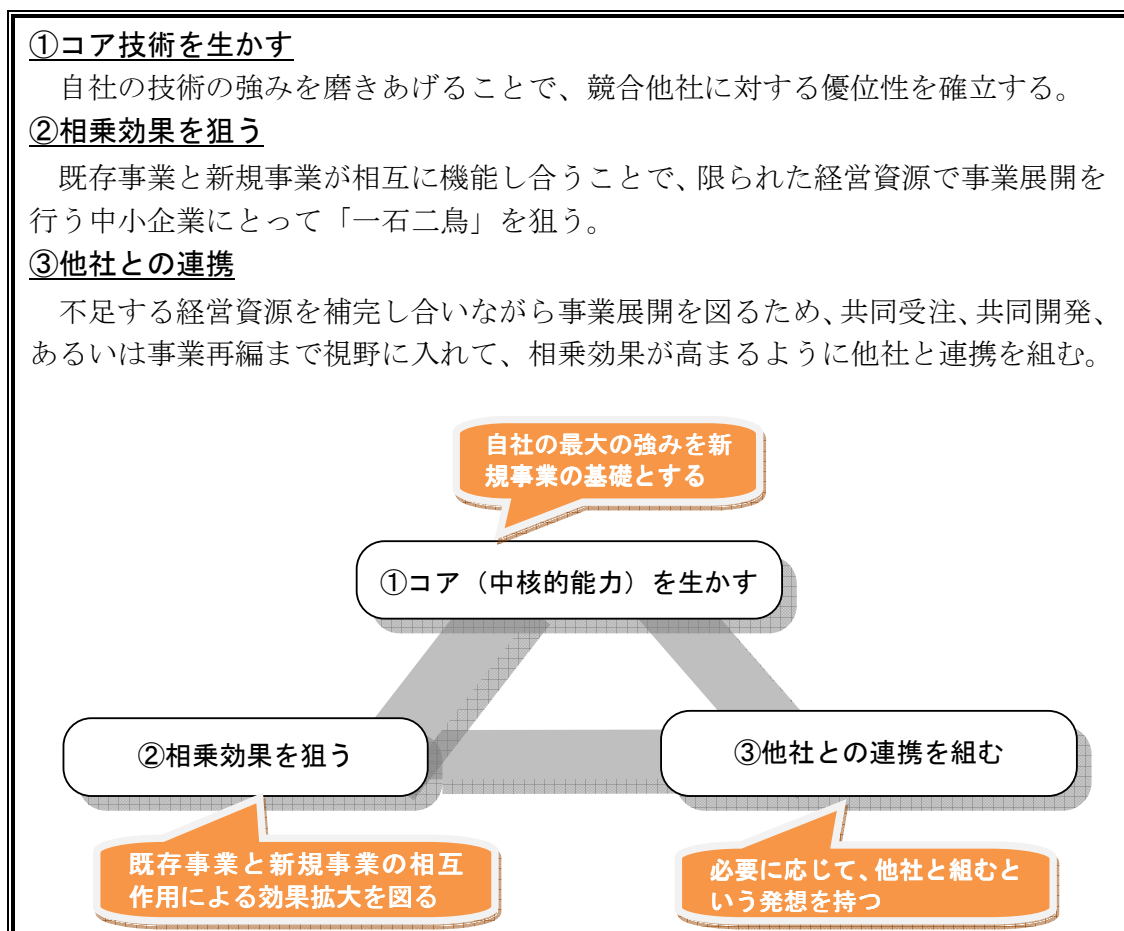 ①コア技術を生かす
自社の技術の強みを磨きあげることで、競合他社に対する優位性を確立する。
②相乗効果を狙う
既存事業と新規事業が相互に機能し合うことで、限られた経営資源で事業展開を
行う中小企業にとって「一石二鳥」を狙う。
③他社との連携
不足する経営資源を補完し合いながら事業展開を図るため、共同受注、共同開発、
あるいは事業再編まで視野に入れて、相乗効果が高まるように他社と連携を組む。
自社の最大の強みを新
規事業の基礎とする
①コア（中核的能力）を生かす
②相乗効果を狙う
③他社との連携を組む
既存事業と新規事業の相互
作用による効果拡大を図る
必要に応じて、他社と組むと
いう発想を持つ